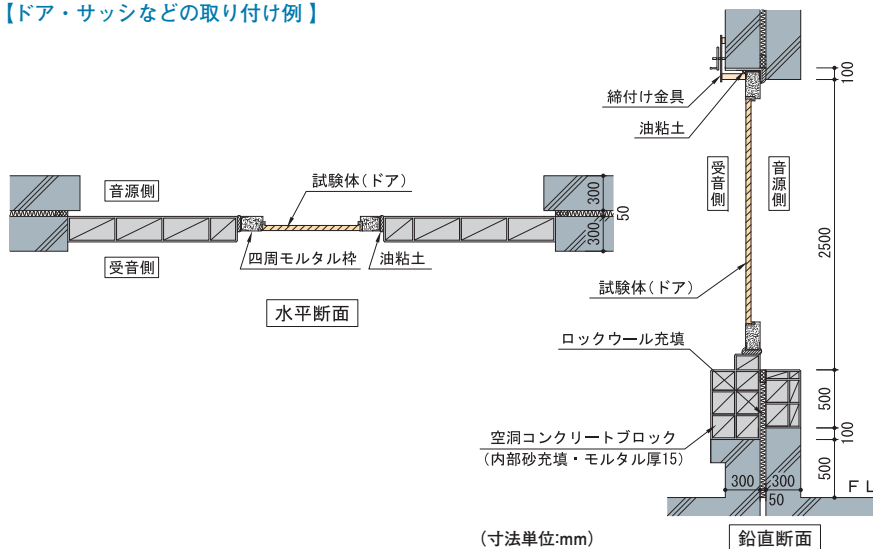 【ドア・サッシなどの取り付け例】
音源側
受音側
試験体(ドア)
四周モルタル枠
油粘土
300
50
300
水平断面
締付け金具
油粘土
受音側
音源側
試験体(ドア)
ロックウール充填
空洞コンクリートブロック
(内部砂充填・モルタル厚15)
100
2500
500
100
500
300
300
50
FL
(寸法単位:mm)
鉛直断面